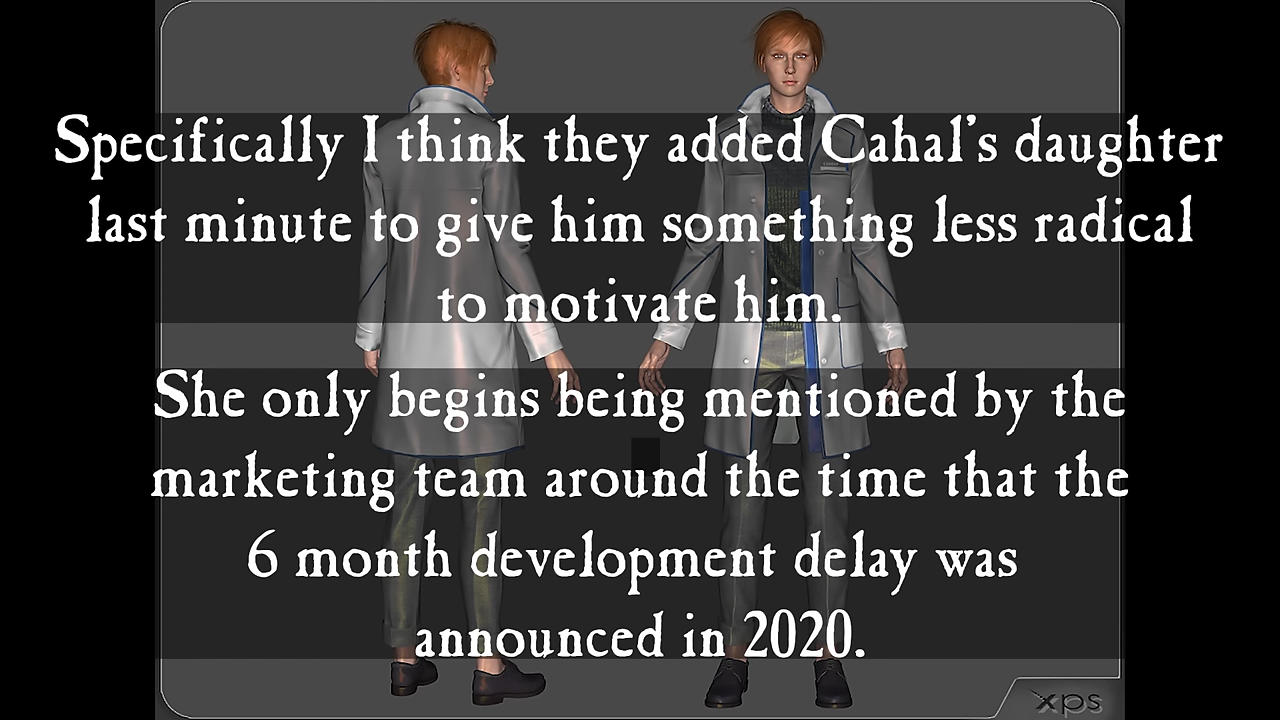 Specifically I think they added Cahal's daughter
last minute to give him something less radical
to motivate him.
She only begins being mentioned by the
marketing team around the time that the
6 month development delay was
announced in 2020.
xps